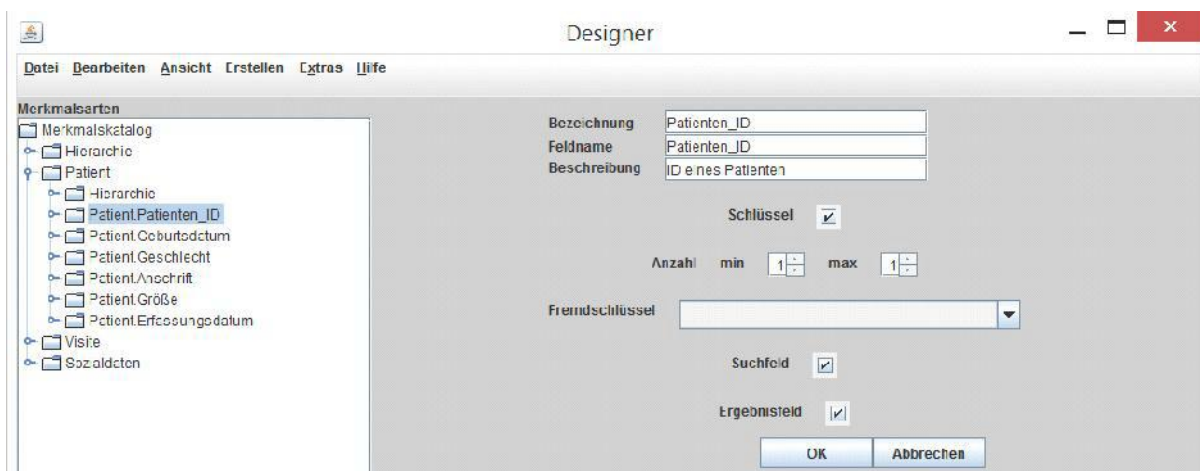 Designer
Datei Bearbeiten Ansicht Erstellen Extras Hilfe
Merkmalsarten
Merkmalskatalog
Hierarchie
Patient
Hierarchie
Patient.Patienten_ID
Patient.Geburtsdatum
Patient.Geschlecht
Patient.Anschrift
Patient.Größe
Patient.Erfassungsdatum
Visite
Sozialdaten
Bezeichnung Patienten_ID
Feldname Patienten_ID
Beschreibung ID eines Patienten
Schlüssel
Anzahl min 1 max 1
Fremdschlüssel
Suchfeld
Ergebnisfeld
OK Abbrechen